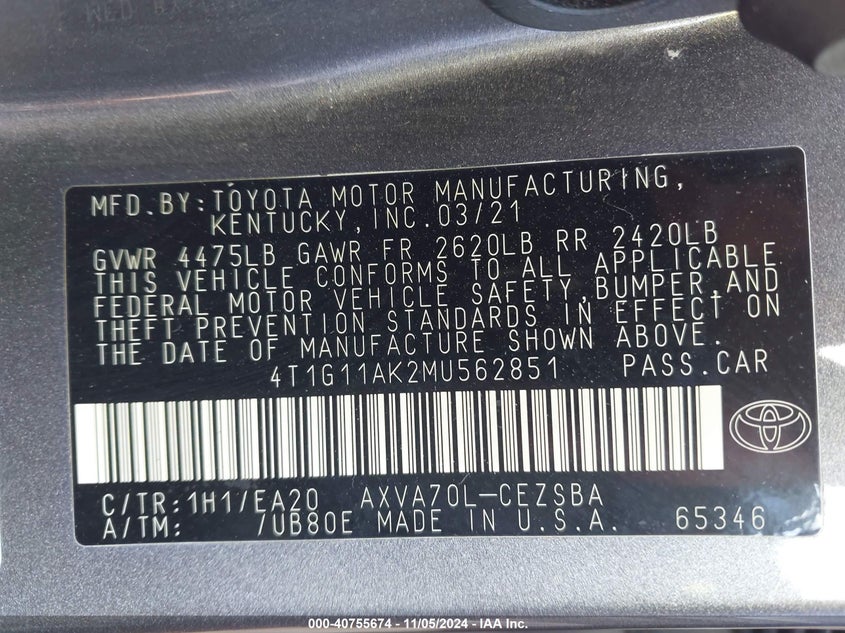 MFD.BY:TOYOTA MOTOR MANUFACTURING,
KENTUCKY,INC.03/21
GVWR 4475LB GAWR FR 2620LB RR 2420LB
THIS VEHICLE CONFORMS TO ALL APPLICABLE
FEDERAL MOTOR VEHICLE SAFETY,BUMPER,AND
THEFT PREVENTION STANDARDS IN EFFECT ON
THE DATE OF MANUFACTURE SHOWN ABOVE.
4T1G11AK2MU562851 PASS.CAR
C/TR:1H1/EA20 AXVA70L-CEZSBA
A/TM: /UB80E MADE IN U.S.A. 65346
000-40755674 - 11/05/2024 - IAA Inc.